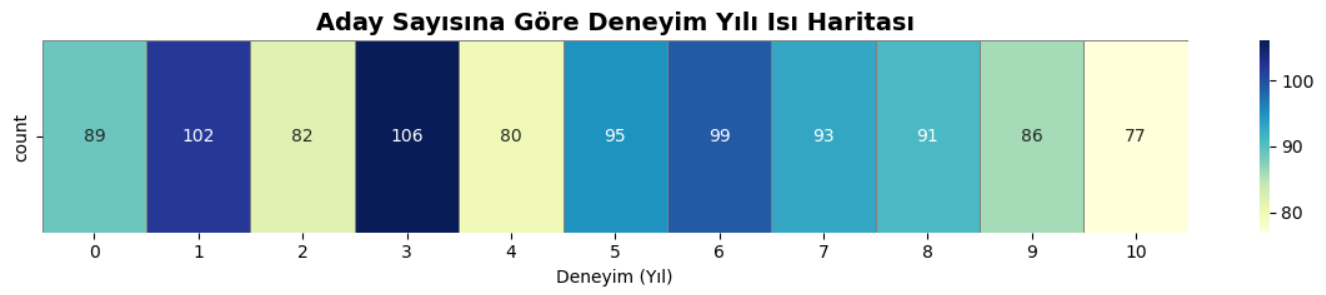 Aday Sayısına Göre Deneyim Yılı Isı Haritası
count
89 102 82 106 80 95 99 93 91 86 77
100
90
80
0 1 2 3 4 5 6 7 8 9 10
Deneyim (Yıl)